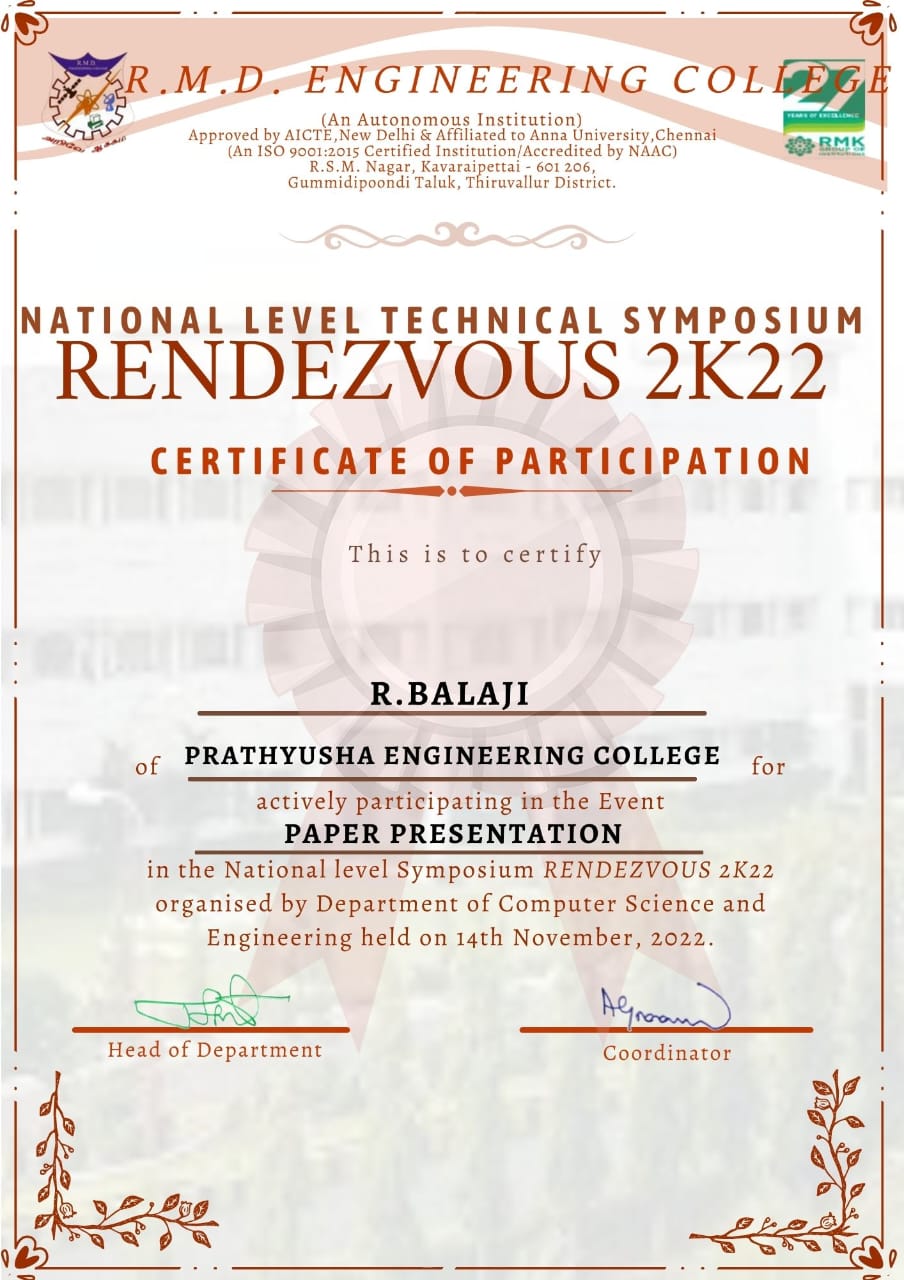 R.M.D.
R.M.D. ENGINEERING COLLEGE
(An Autonomous Institution)
Approved by AICTE,New Delhi & Affiliated to Anna University,Chennai
(An ISO 9001:2015 Certified Institution/Accredited by NAAC)
R.S.M. Nagar, Kavaraipettai - 601 206,
Gummidipoondi Taluk, Thiruvallur District.
YEARS OF EXCELLENCE
RMK
GROUP OF
INSTITUTIONS
NATIONAL LEVEL TECHNICAL SYMPOSIUM
RENDEZVOUS 2K22
CERTIFICATE OF PARTICIPATION
This is to certify
R.BALAJI
of PRATHYUSHA ENGINEERING COLLEGE for
actively participating in the Event
PAPER PRESENTATION
in the National level Symposium RENDEZVOUS 2K22
organised by Department of Computer Science and
Engineering held on 14th November, 2022.
Head of Department
Coordinator